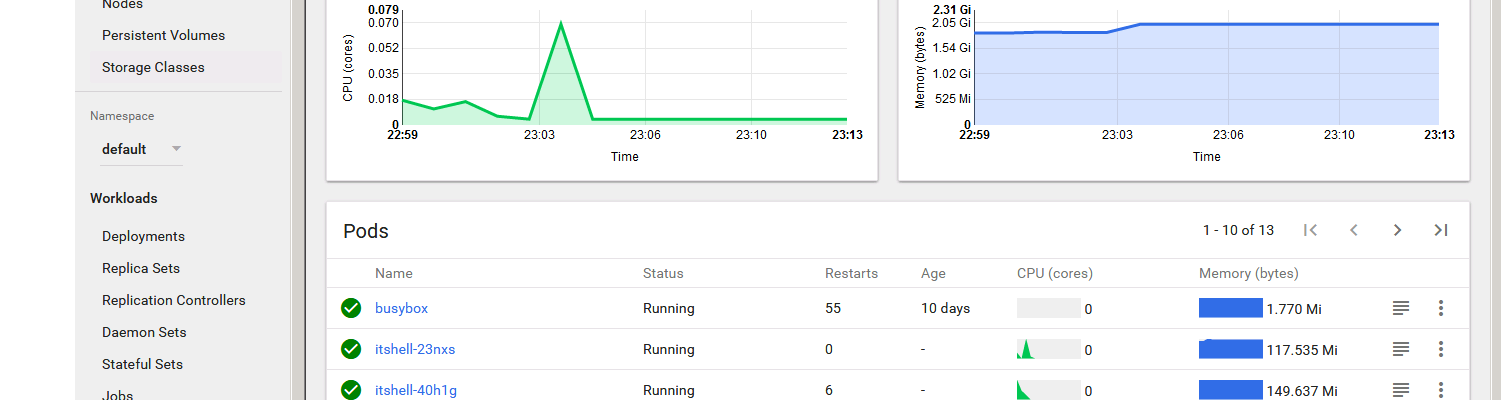 Nodes
Persistent Volumes
Storage Classes
Namespace
default
Workloads
Deployments
Replica Sets
Replication Controllers
Daemon Sets
Stateful Sets
Jobs
CPU (cores)
0.079
0.070
0.052
0.035
0.018
0
22:59 23:03 23:06 23:10 23:13
Time
Memory (bytes)
2.31 Gi
2.05 Gi
1.54 Gi
1.02 Gi
525 Mi
0
22:59 23:03 23:06 23:10 23:13
Time
Pods 1 - 10 of 13
Name Status Restarts Age CPU (cores) Memory (bytes)
busybox Running 55 10 days 0 1.770 Mi
itshell-23nxs Running 0 - 0 117.535 Mi
itshell-40h1g Running 6 - 0 149.637 Mi